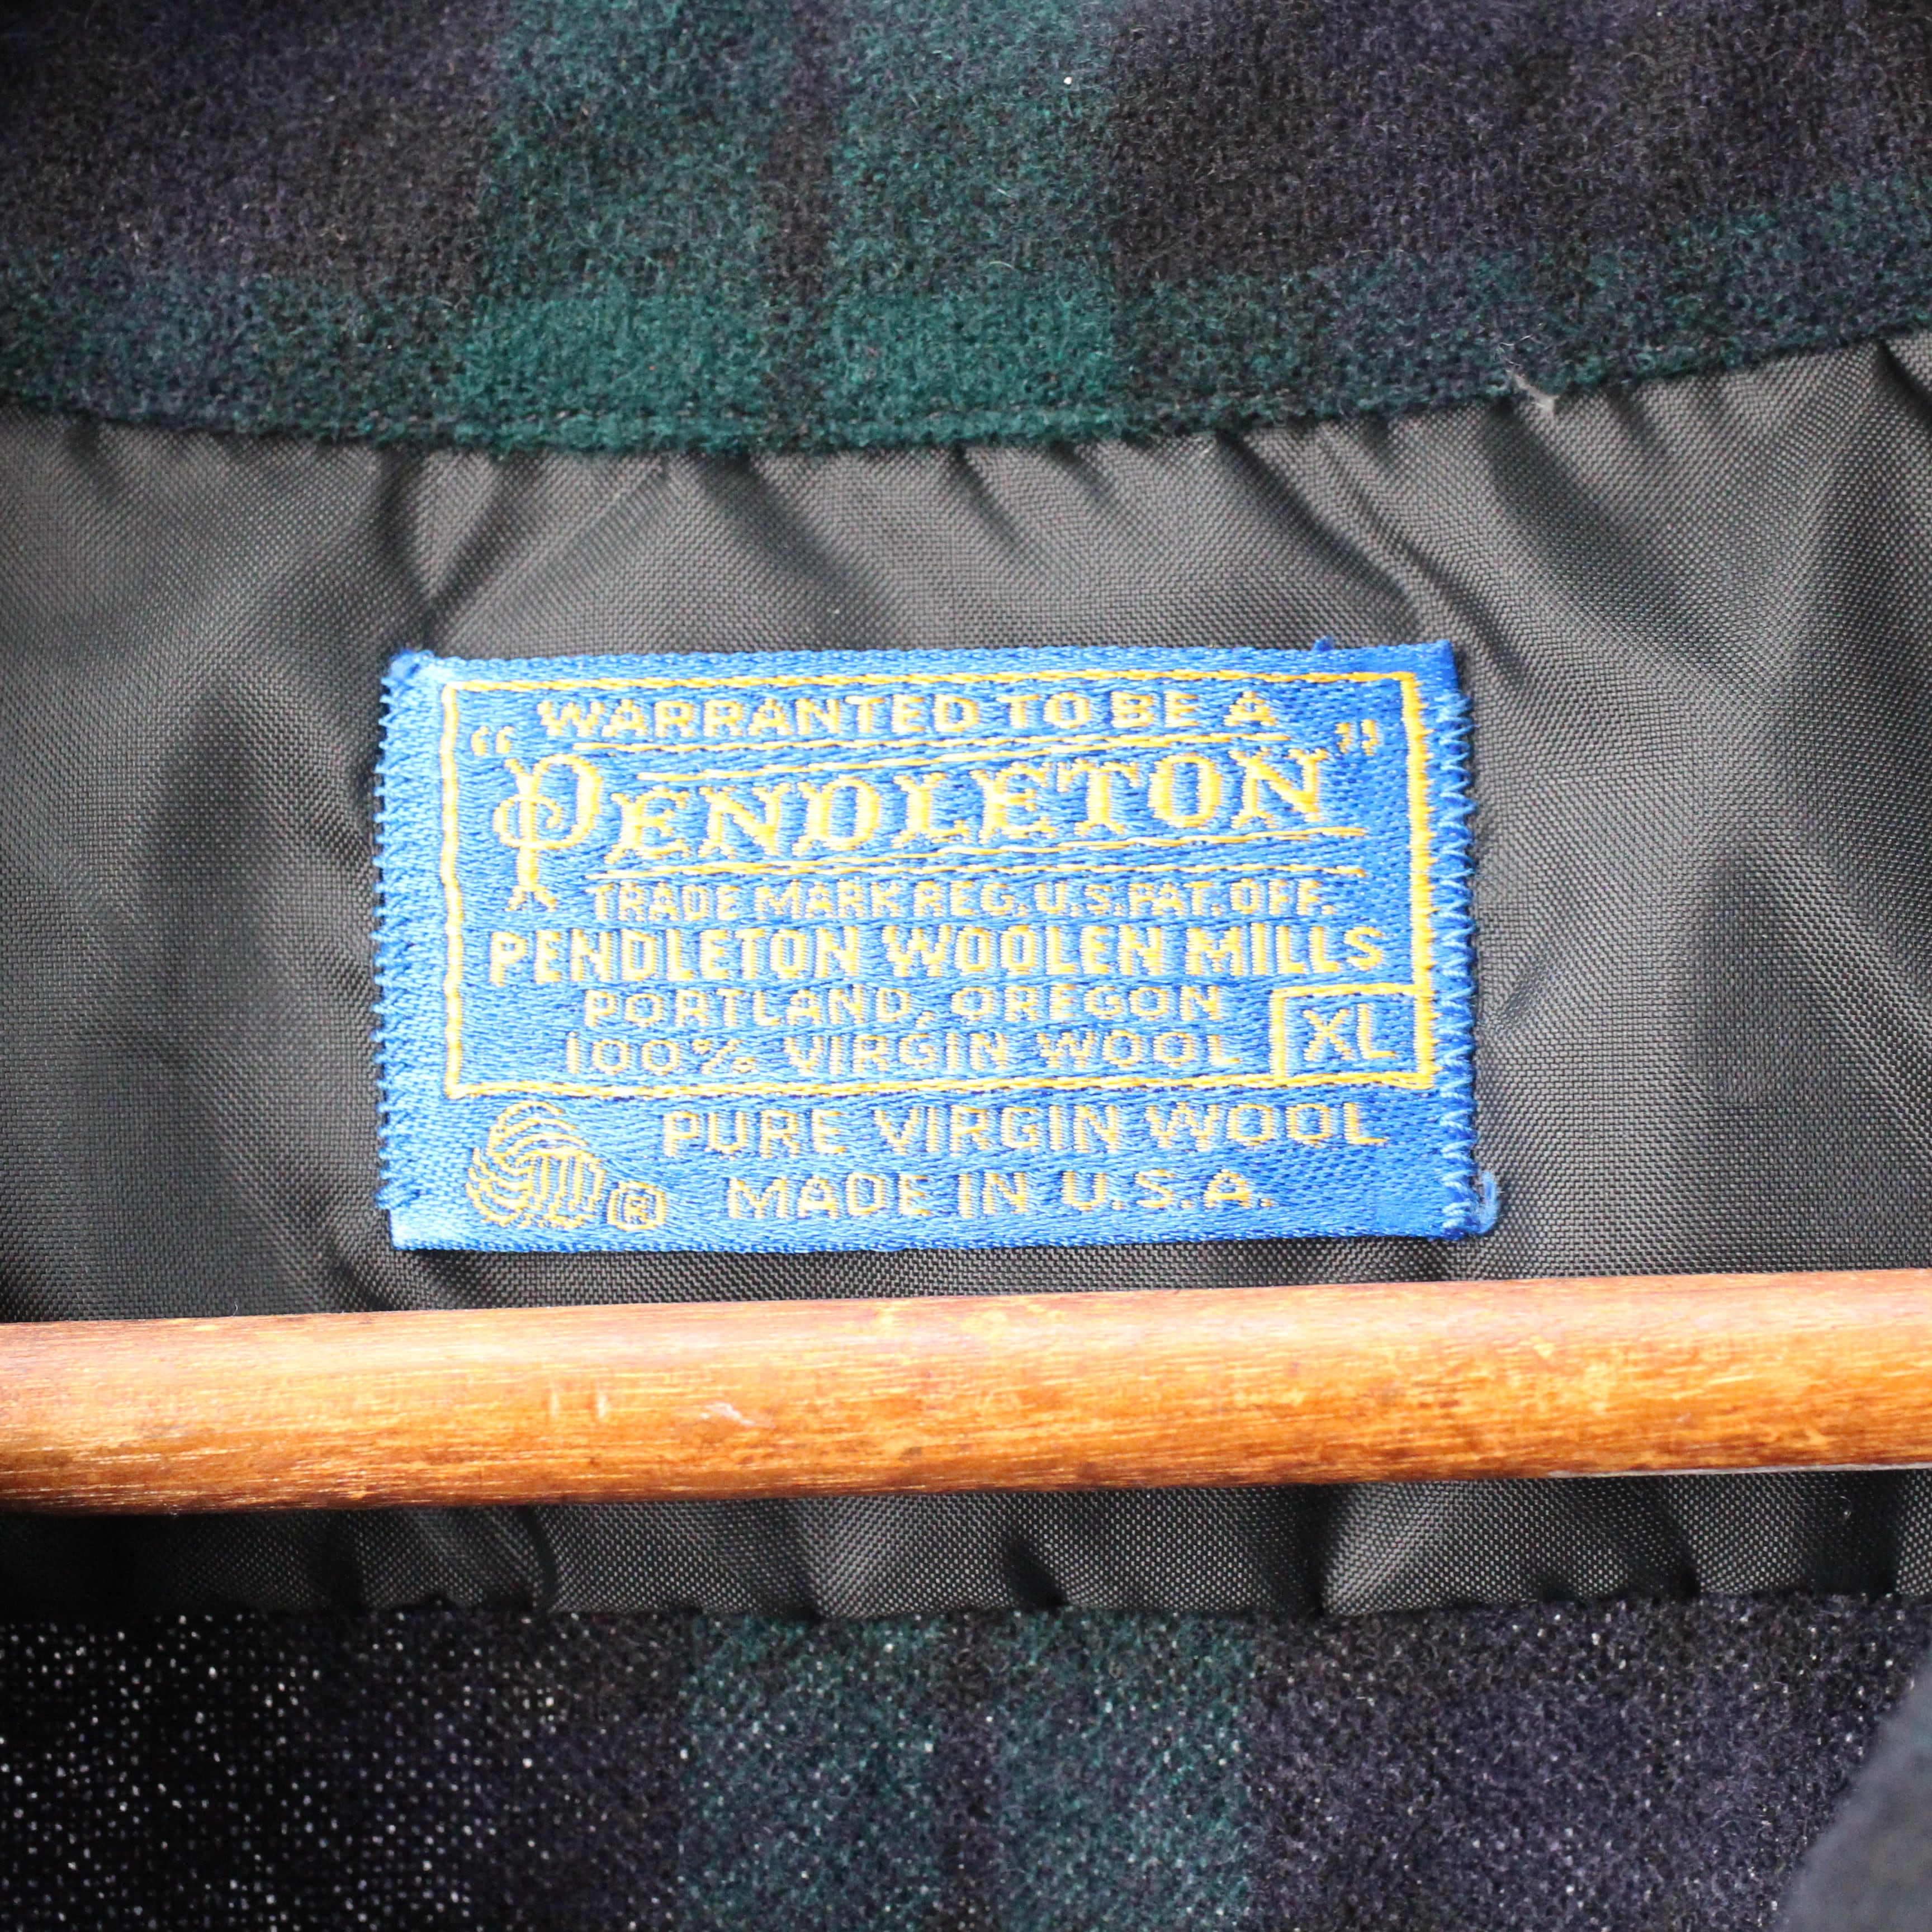 WARRANTED TO BE A
"PENDLETON"
TRADE MARK REG. U.S. PAT. OFF.
PENDLETON WOOLEN MILLS
PORTLAND, OREGON
100% VIRGIN WOOL XL
PURE VIRGIN WOOL
® MADE IN U.S.A.